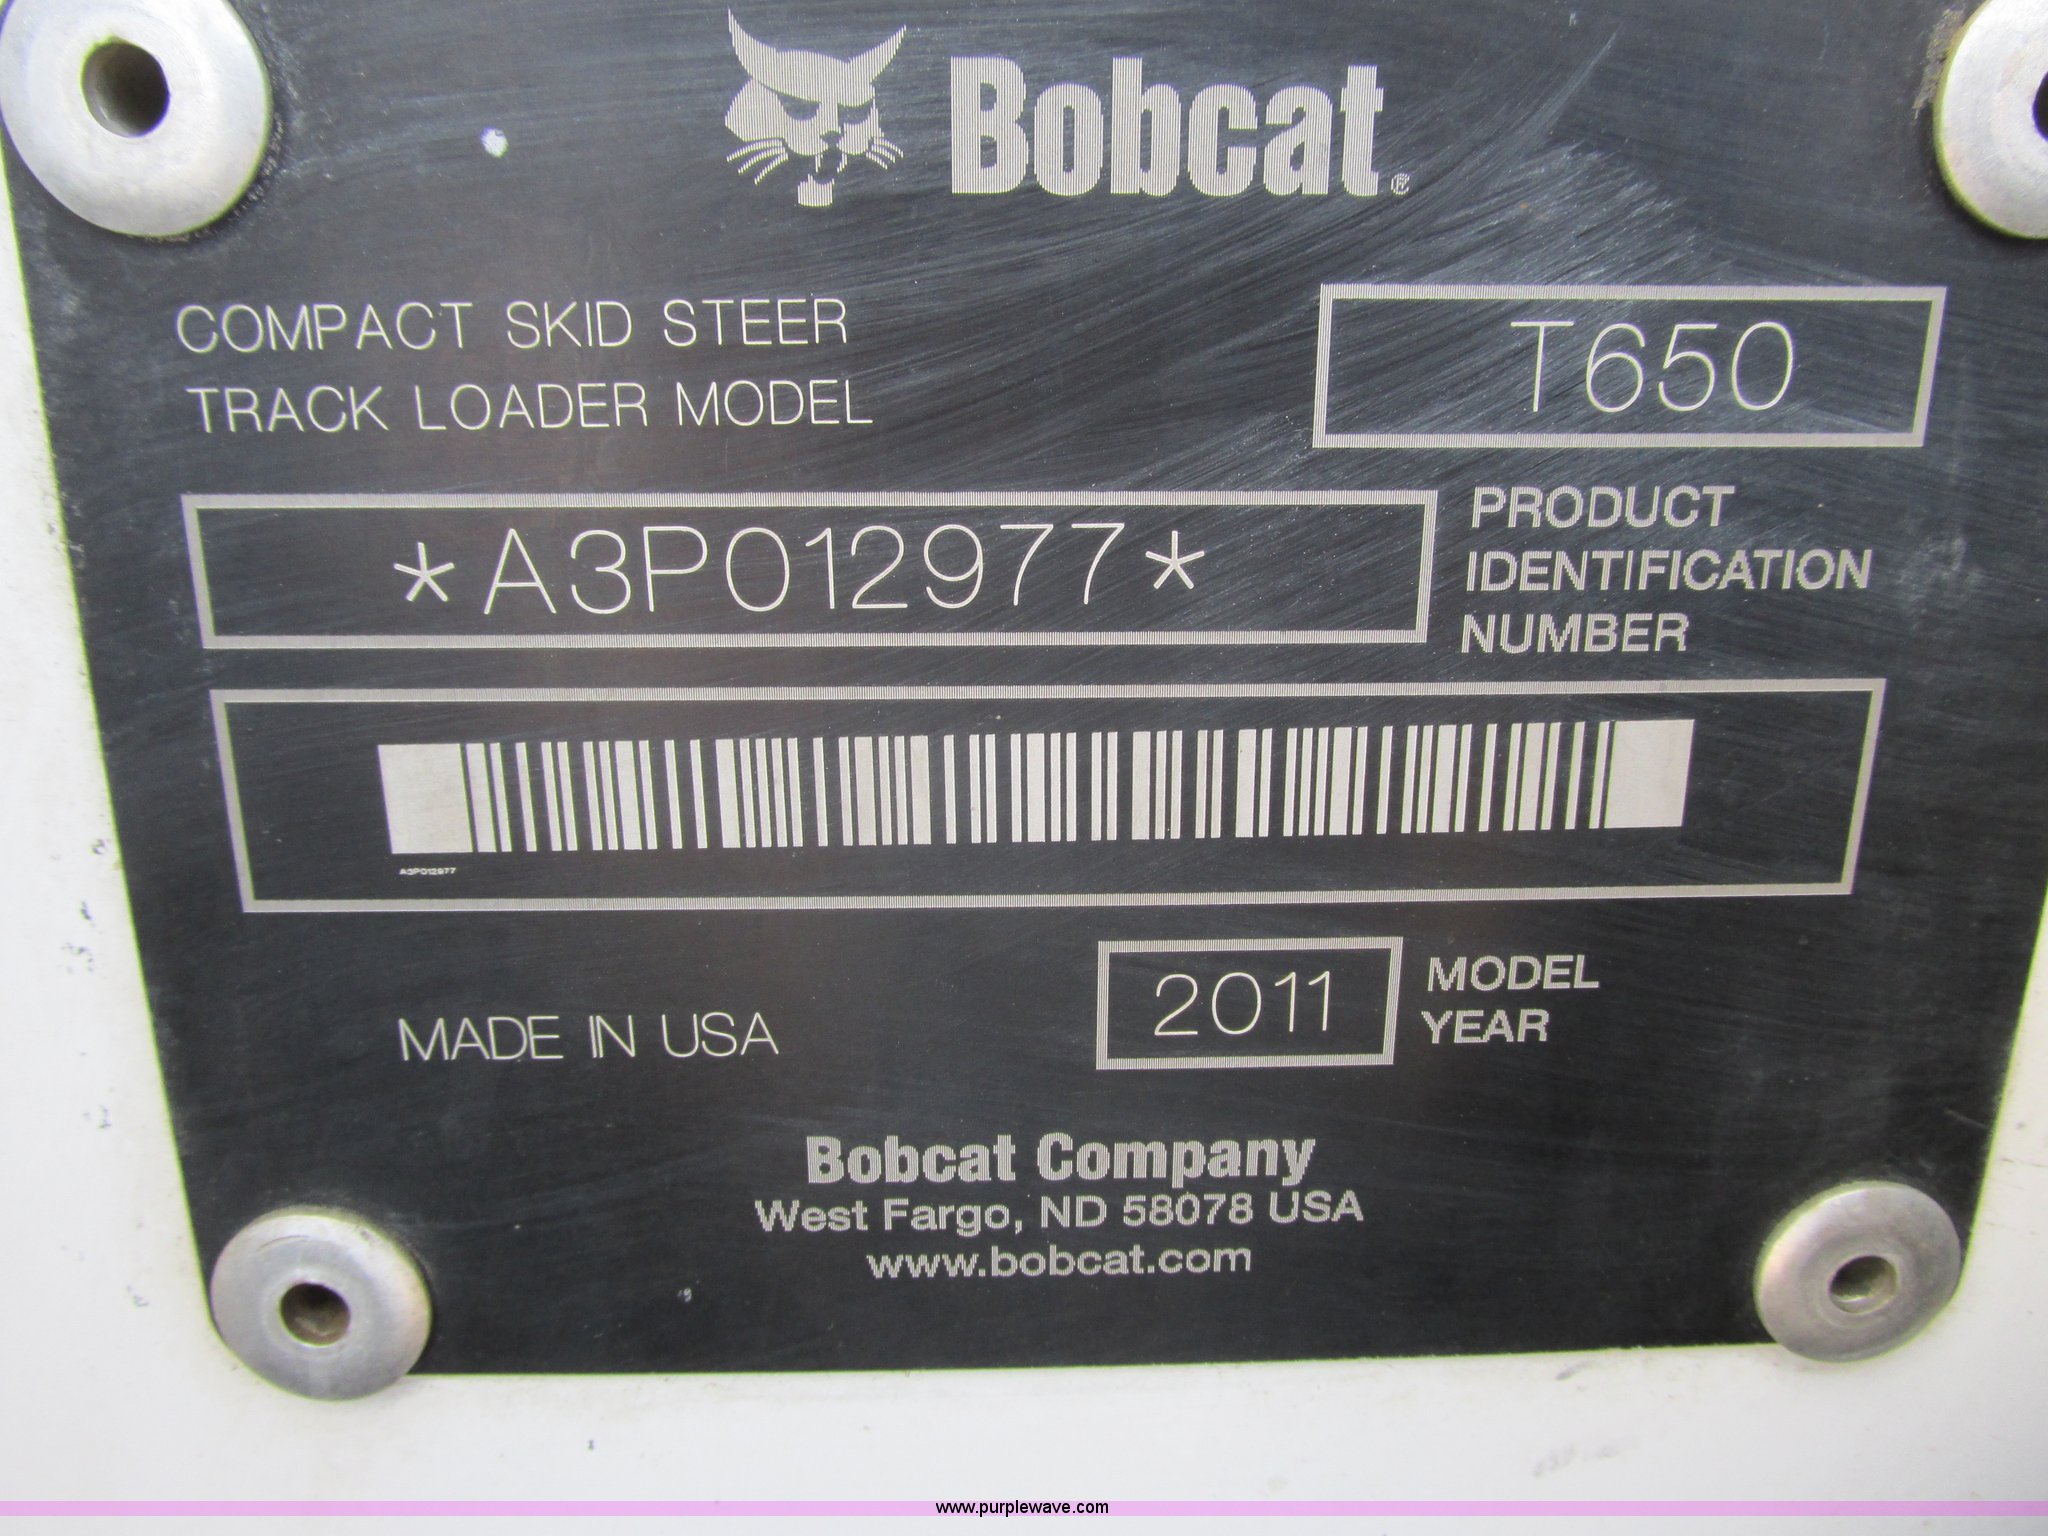 Bobcat®
COMPACT SKID STEER
TRACK LOADER MODEL
T650
*A3P012977*
PRODUCT
IDENTIFICATION
NUMBER
A3P012977
MADE IN USA
2011
MODEL
YEAR
Bobcat Company
West Fargo, ND 58078 USA
www.bobcat.com
www.purplewave.com